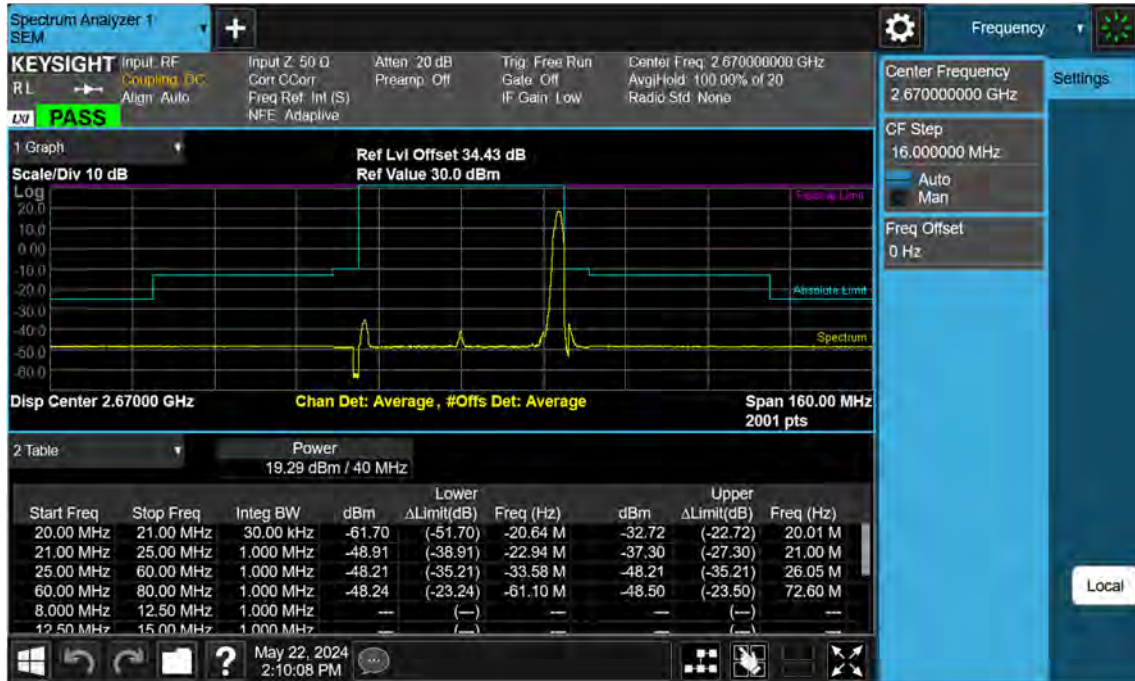 Spectrum Analyzer 1
SEM
Frequency
KEYSIGHT
Input: RF
Coupling: DC
Align: Auto
Input Z: 50 Ω
Corr CCorr
Freq Ref: Int (S)
NFE: Adaptive
Atten: 20 dB
Preamp: Off
Trig: Free Run
Gate: Off
IF Gain: Low
Center Freq: 2.670000000 GHz
Avg|Hold: 100.00% of 20
Radio Std: None
RL
LXI
PASS
Center Frequency
2.670000000 GHz
Settings
CF Step
16.000000 MHz
Auto
Man
Freq Offset
0 Hz
Local
1 Graph
Scale/Div 10 dB
Ref Lvl Offset 34.43 dB
Ref Value 30.0 dBm
Log
20.0
10.0
0.00
-10.0
-20.0
-30.0
-40.0
-50.0
-60.0
Absolute Limit
Spectrum
Disp Center 2.67000 GHz
Chan Det: Average, #Offs Det: Average
Span 160.00 MHz
2001 pts
2 Table
Power
19.29 dBm / 40 MHz
Lower Upper
Start Freq Stop Freq Integ BW dBm ΔLimit(dB) Freq (Hz) dBm ΔLimit(dB) Freq (Hz)
20.00 MHz 21.00 MHz 30.00 kHz -61.70 (-51.70) -20.64 M -32.72 (-22.72) 20.01 M
21.00 MHz 25.00 MHz 1.000 MHz -48.91 (-38.91) -22.94 M -37.30 (-27.30) 21.00 M
25.00 MHz 60.00 MHz 1.000 MHz -48.21 (-35.21) -33.58 M -48.21 (-35.21) 26.05 M
60.00 MHz 80.00 MHz 1.000 MHz -48.24 (-23.24) -61.10 M -48.50 (-23.50) 72.60 M
8.000 MHz 12.50 MHz 1.000 MHz --- (---) --- --- (---) ---
12.50 MHz 15.00 MHz 1.000 MHz --- (---) --- --- (---) ---
May 22, 2024
2:10:08 PM